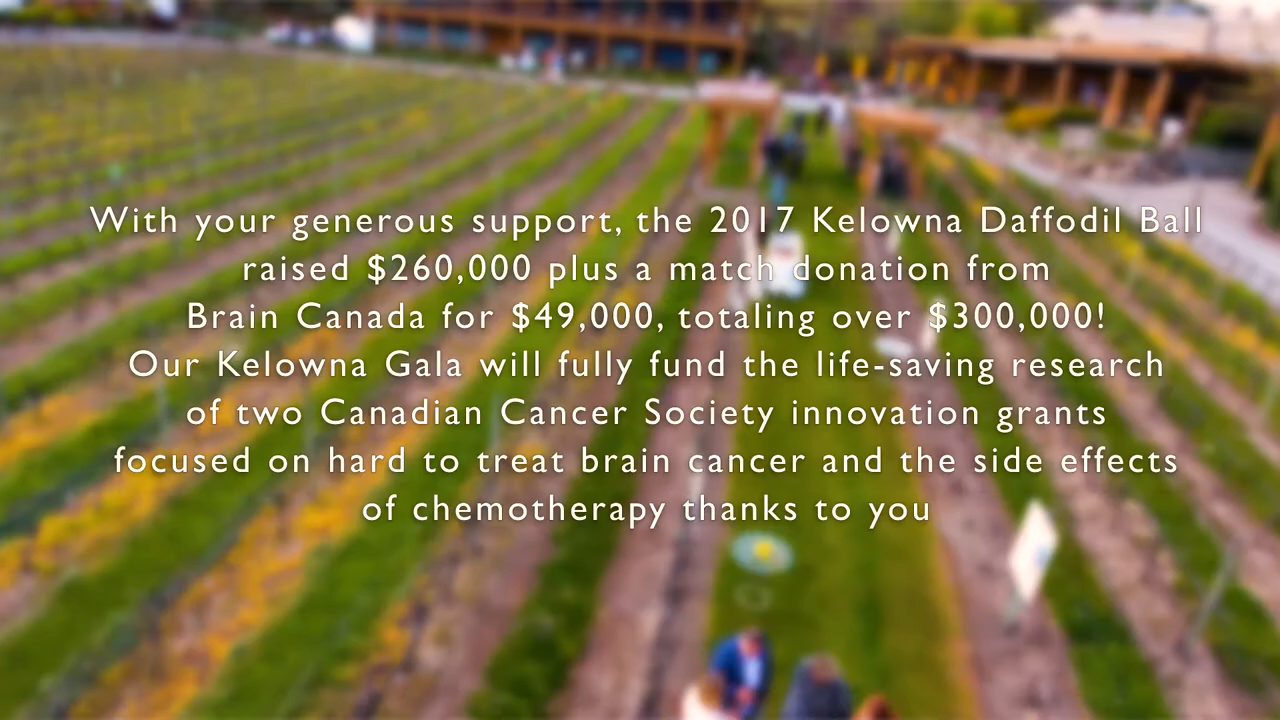 With your generous support, the 2017 Kelowna Daffodil Ball
raised $260,000 plus a match donation from
Brain Canada for $49,000, totaling over $300,000!
Our Kelowna Gala will fully fund the life-saving research
of two Canadian Cancer Society innovation grants
focused on hard to treat brain cancer and the side effects
of chemotherapy thanks to you